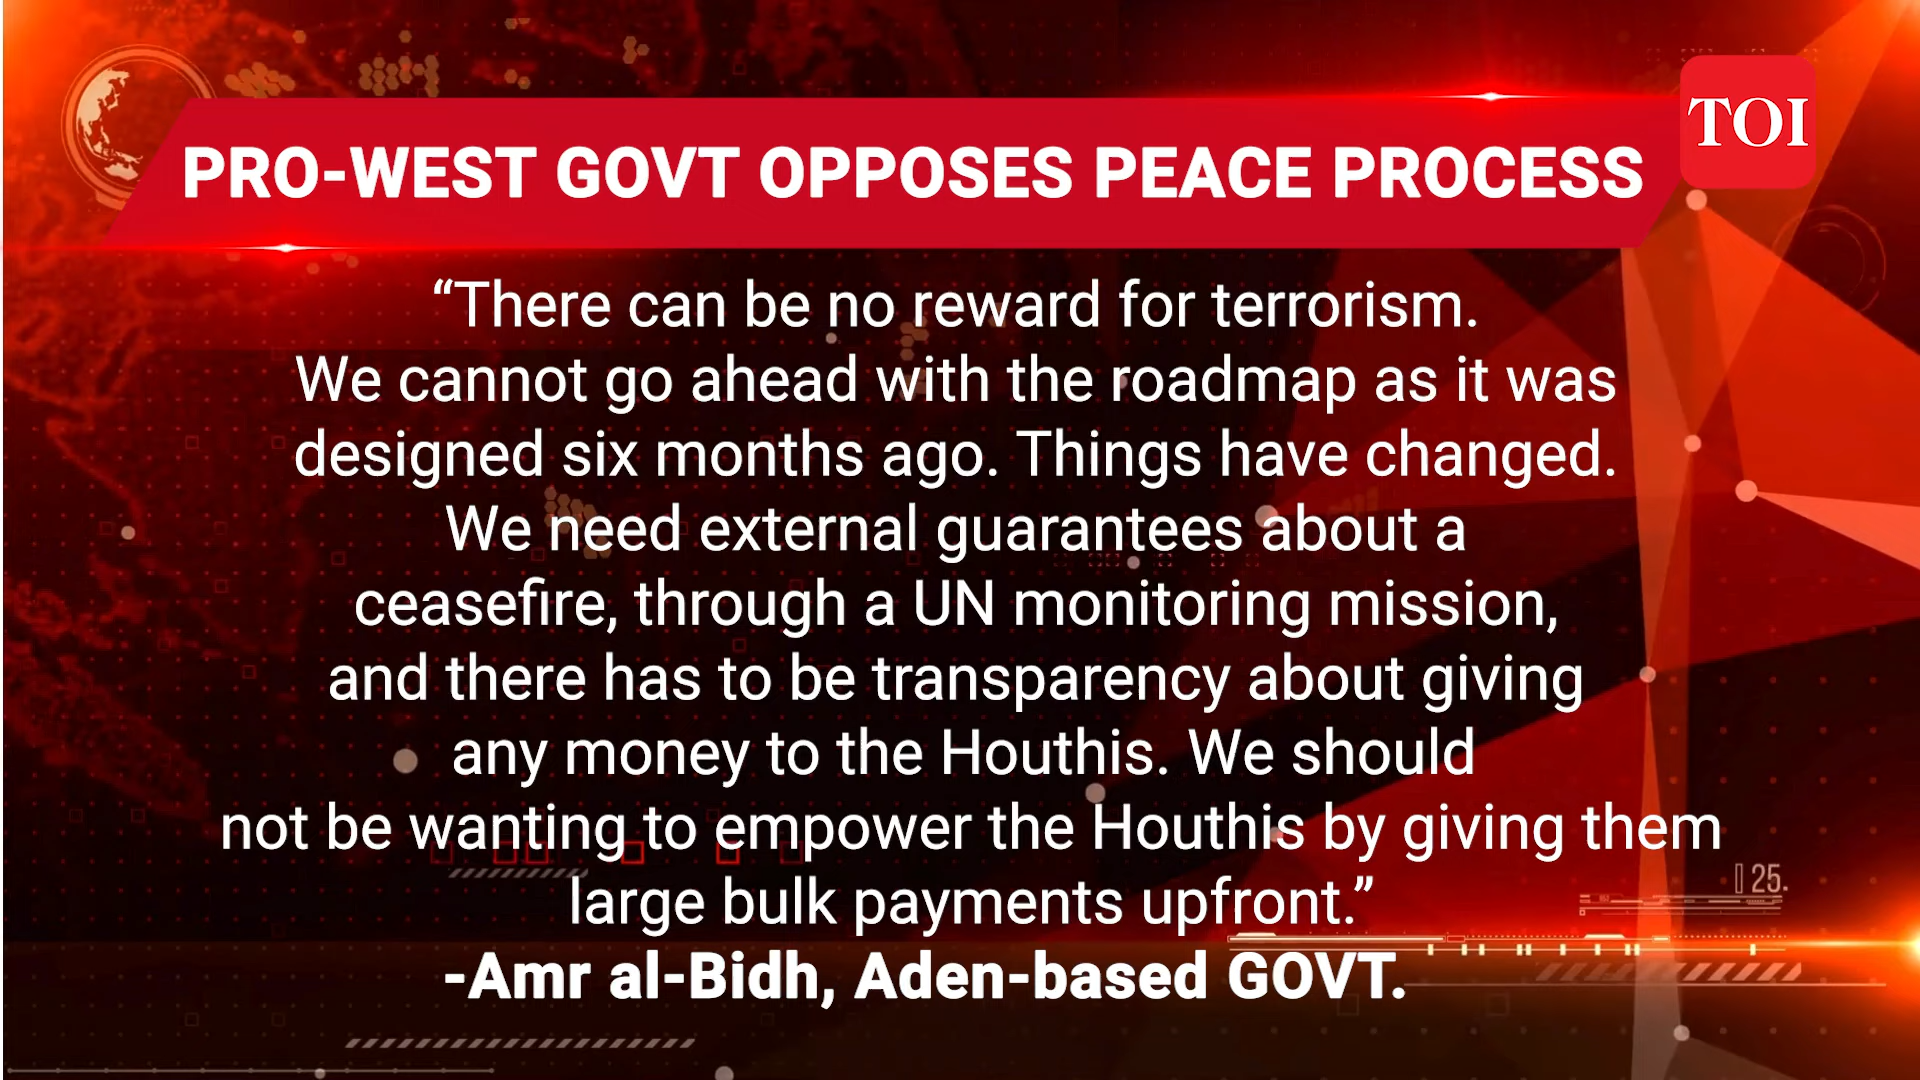 TOI
PRO-WEST GOVT OPPOSES PEACE PROCESS
“There can be no reward for terrorism.
We cannot go ahead with the roadmap as it was
designed six months ago. Things have changed.
We need external guarantees about a
ceasefire, through a UN monitoring mission,
and there has to be transparency about giving
any money to the Houthis. We should
not be wanting to empower the Houthis by giving them
large bulk payments upfront.”
-Amr al-Bidh, Aden-based GOVT.
25.